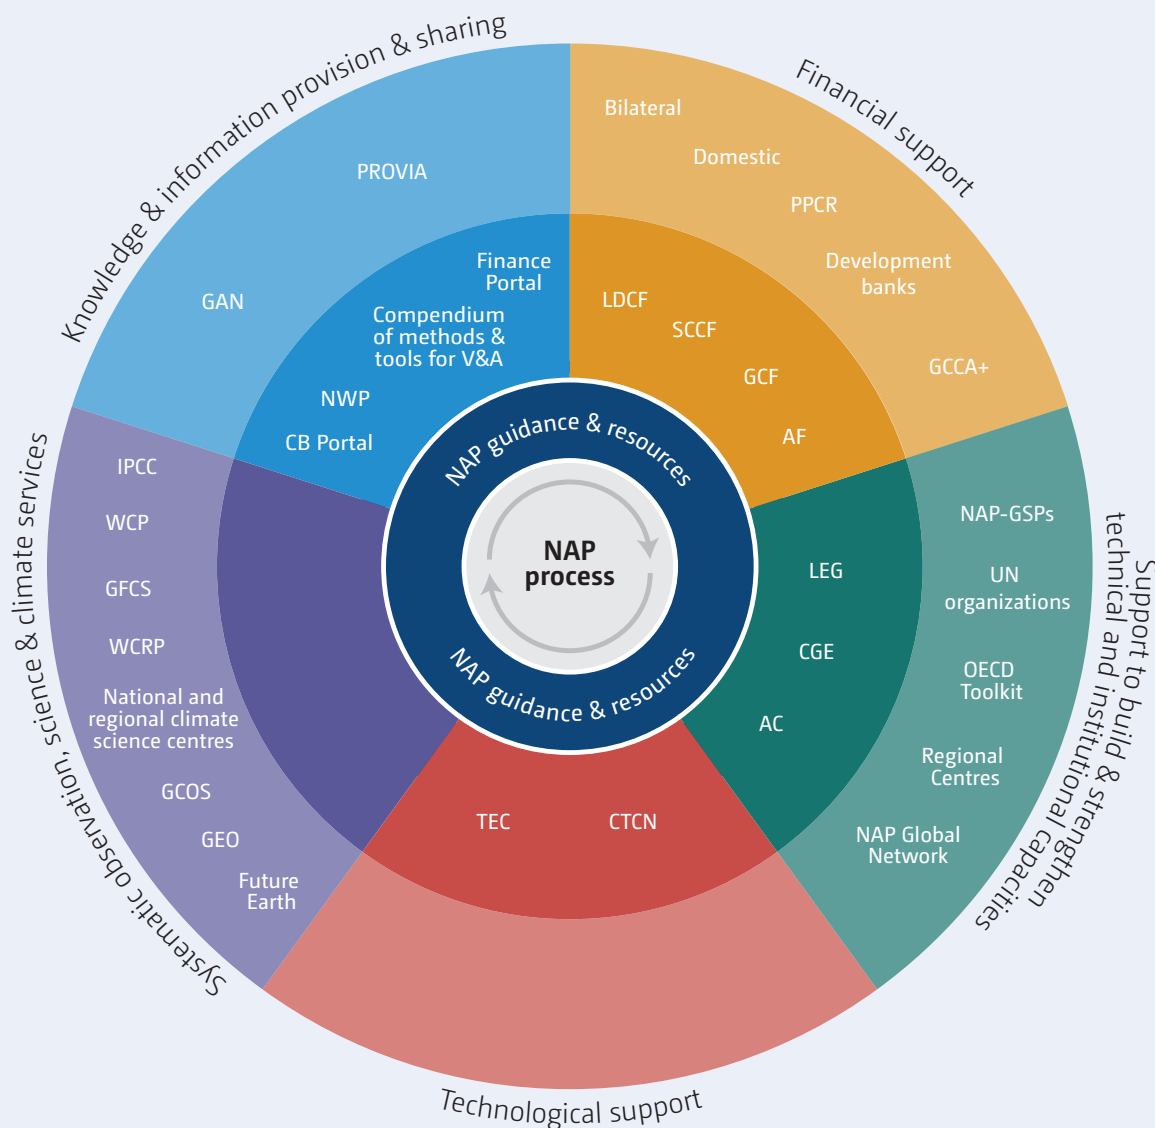 Knowledge & information provision & sharing
PROVIA
GAN
Finance
Portal
Compendium
of methods &
tools for V&A
NWP
CB Portal
Financial support
Bilateral
Domestic
PPCR
Development
banks
GCCA+
LDCF
SCCF
GCF
AF
Support to build & strengthen
technical and institutional capacities
NAP-GSPs
UN
organizations
OECD
Toolkit
Regional
Centres
NAP Global
Network
LEG
CGE
AC
Technological support
TEC
CTCN
Systematic observation, science & climate services
IPCC
WCP
GFCS
WCRP
National and
regional climate
science centres
GCOS
GEO
Future
Earth
NAP guidance & resources
NAP
process
NAP guidance & resources